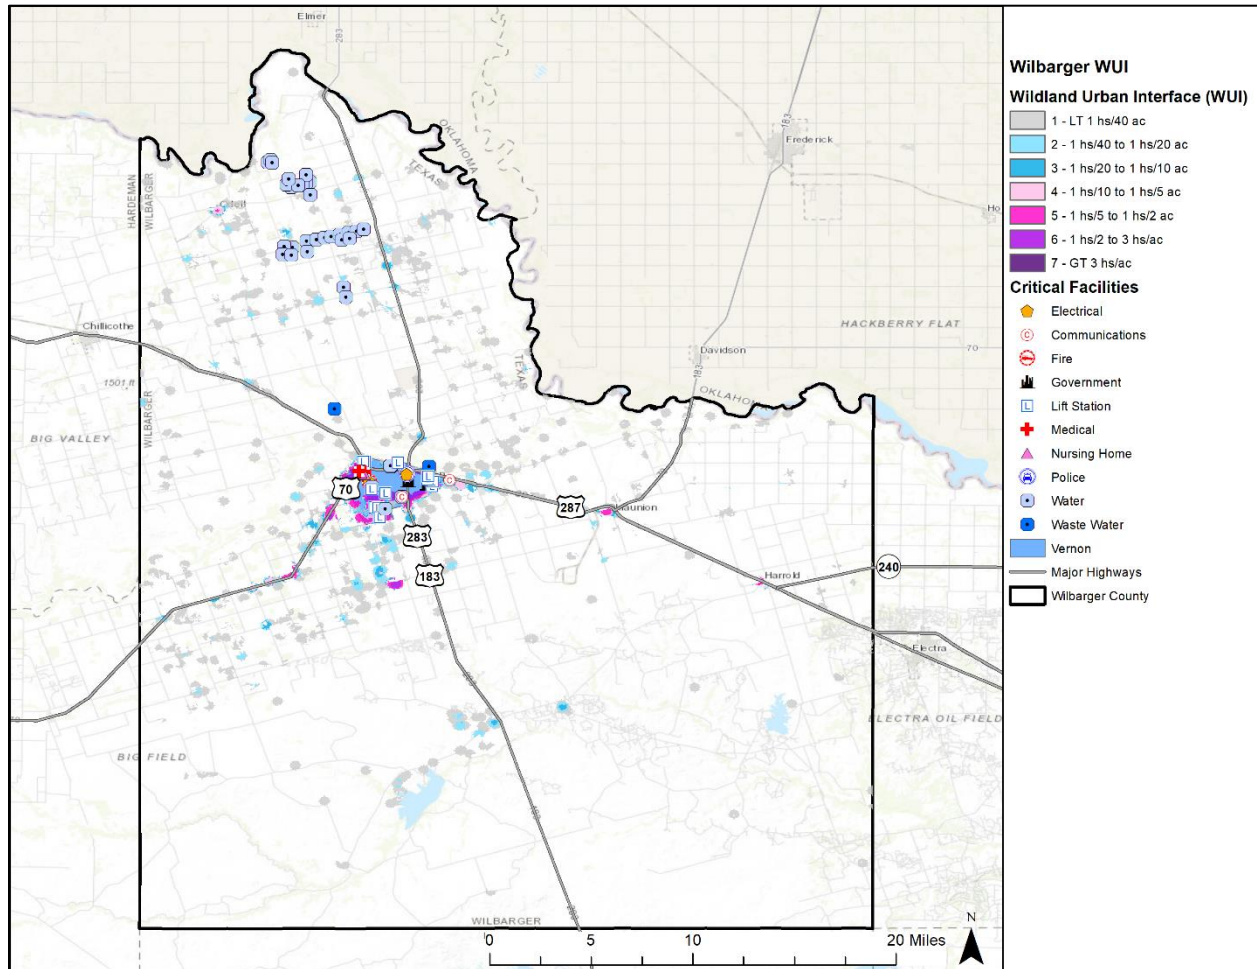 Elmer
283
Wilbarger WUI
Wildland Urban Interface (WUI)
1 - LT 1 hs/40 ac
2 - 1 hs/40 to 1 hs/20 ac
3 - 1 hs/20 to 1 hs/10 ac
4 - 1 hs/10 to 1 hs/5 ac
5 - 1 hs/5 to 1 hs/2 ac
6 - 1 hs/2 to 3 hs/ac
7 - GT 3 hs/ac
Critical Facilities
Electrical
C Communications
Fire
Government
L Lift Station
Medical
Nursing Home
Police
Water
Waste Water
Vernon
Major Highways
Wilbarger County
183
Frederick
OKLAHOMA
TEXAS
HARDEMAN
WILBARGER
Ho
Chillicothe
HACKBERRY FLAT
TEXAS
Davidson
70
183
1501 ft
WILBARGER
OKLAHOMA
BIG VALLEY
L
L
L
C
70
L
L
C
287
L
283
183
Harrold
240
Electra
ELECTRA OIL FIELD
BIG FIELD
283
WILBARGER
283
N
0 5 10 20 Miles